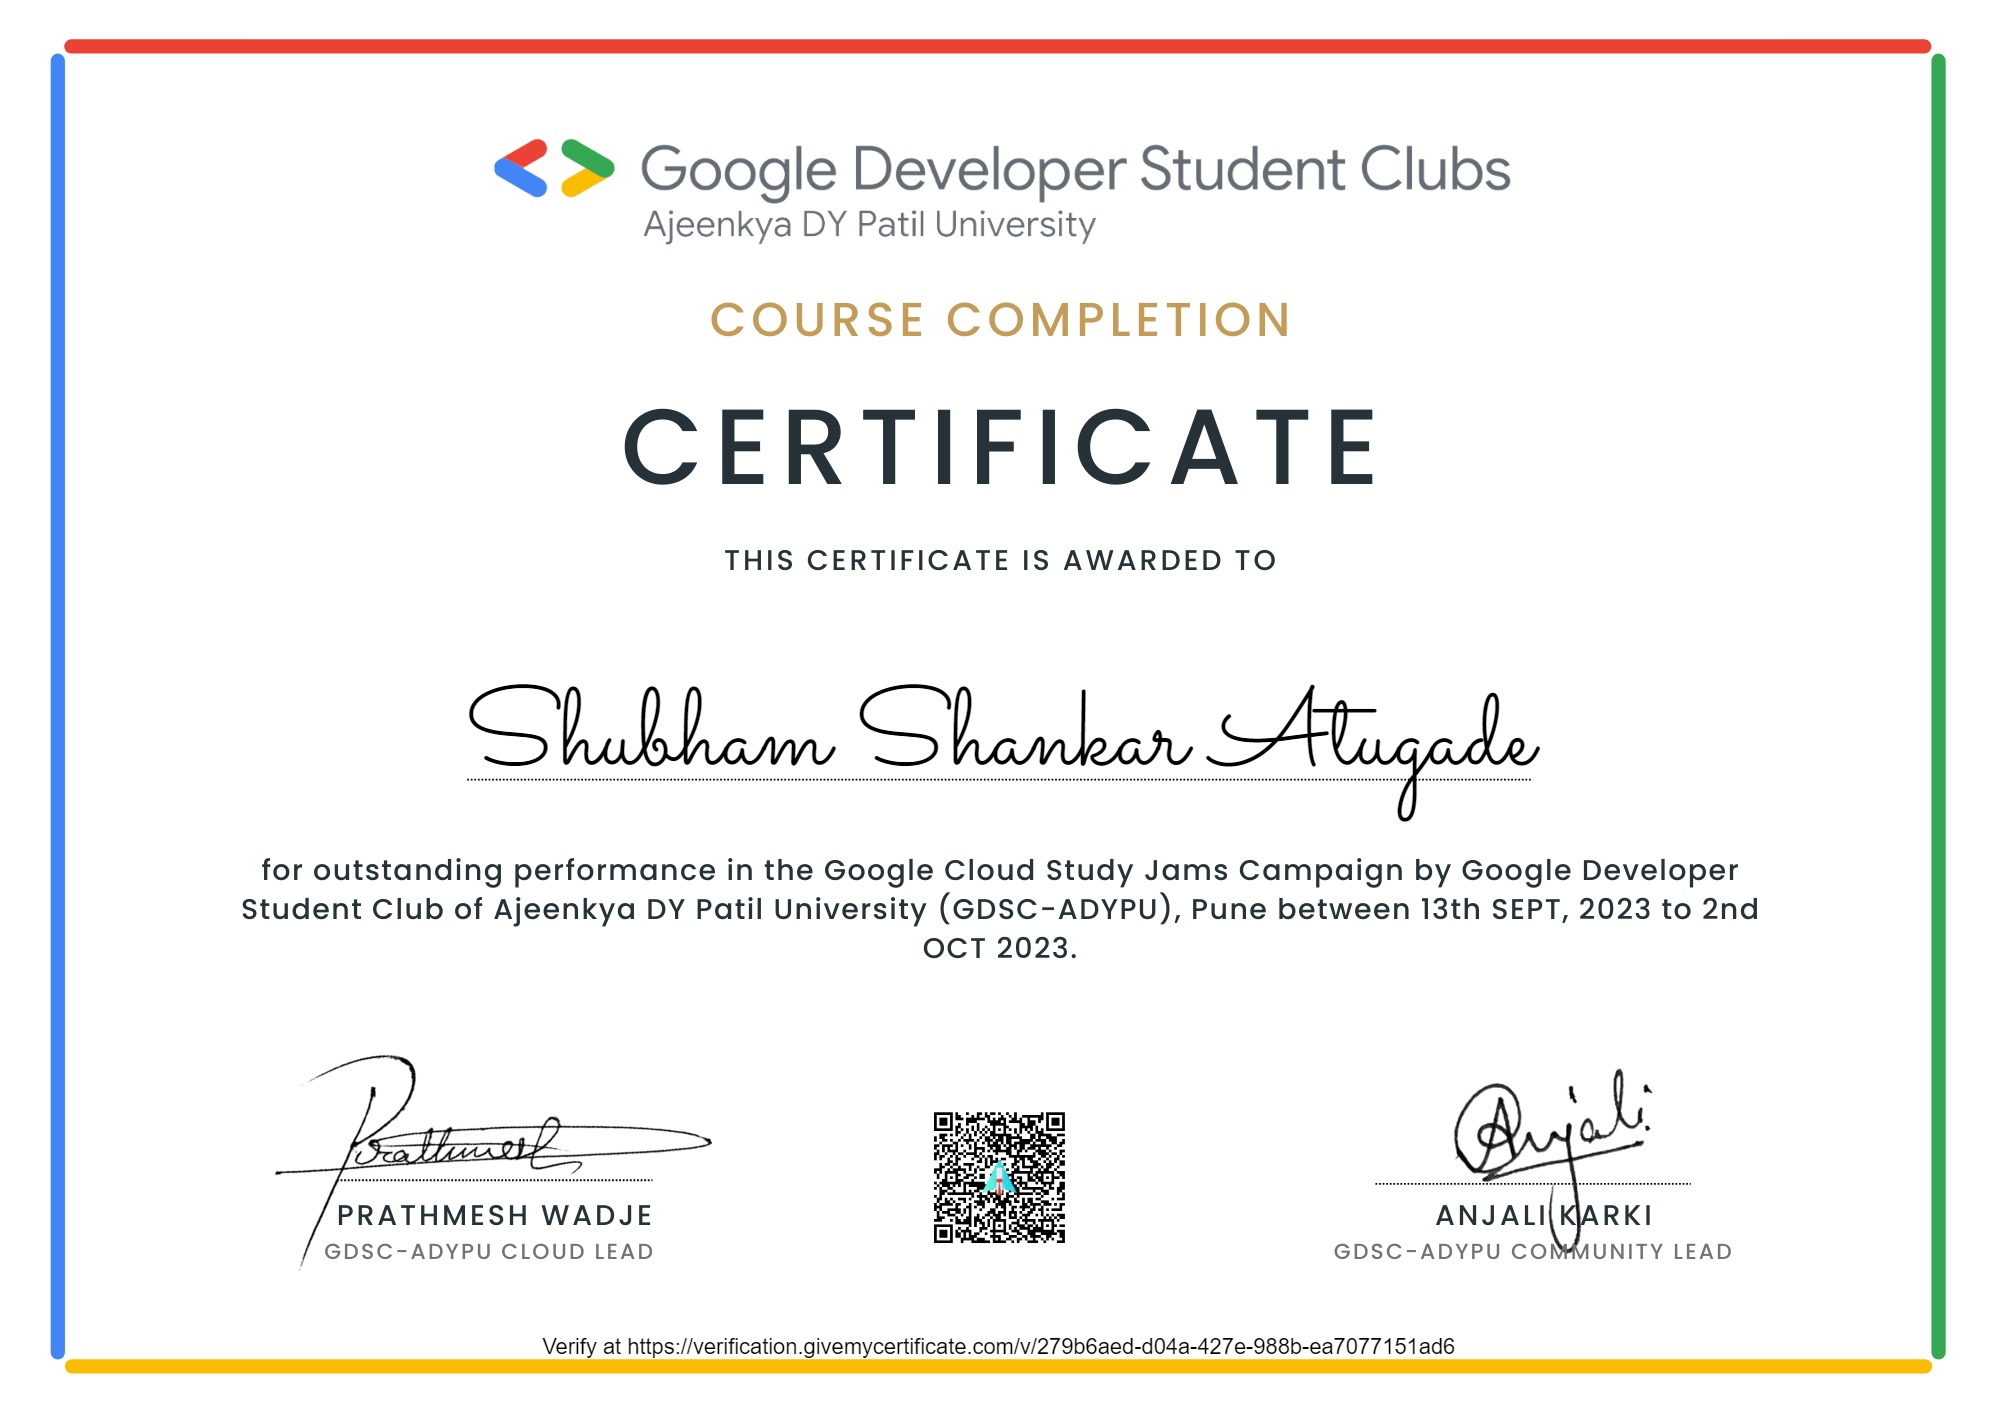 Google Developer Student Clubs
Ajeenkya DY Patil University
COURSE COMPLETION
CERTIFICATE
THIS CERTIFICATE IS AWARDED TO
Shubham Shankar Atugade
for outstanding performance in the Google Cloud Study Jams Campaign by Google Developer
Student Club of Ajeenkya DY Patil University (GDSC-ADYPU), Pune between 13th SEPT, 2023 to 2nd
OCT 2023.
Prathmesh
PRATHMESH WADJE
GDSC-ADYPU CLOUD LEAD
Anjali
ANJALI KARKI
GDSC-ADYPU COMMUNITY LEAD
Verify at https://verification.givemycertificate.com/v/279b6aed-d04a-427e-988b-ea7077151ad6